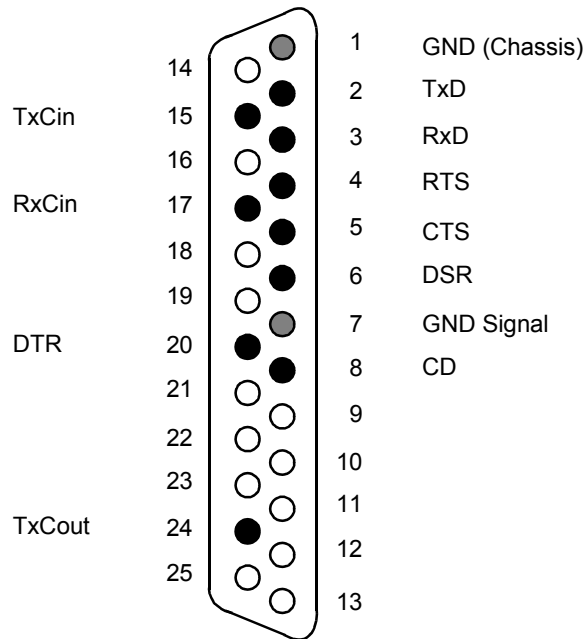 1 GND (Chassis)
14
2 TxD
TxCin 15
3 RxD
16
4 RTS
RxCin 17
5 CTS
18
6 DSR
19
7 GND Signal
DTR 20
8 CD
21
9
22
10
23
11
TxCout 24
12
25
13